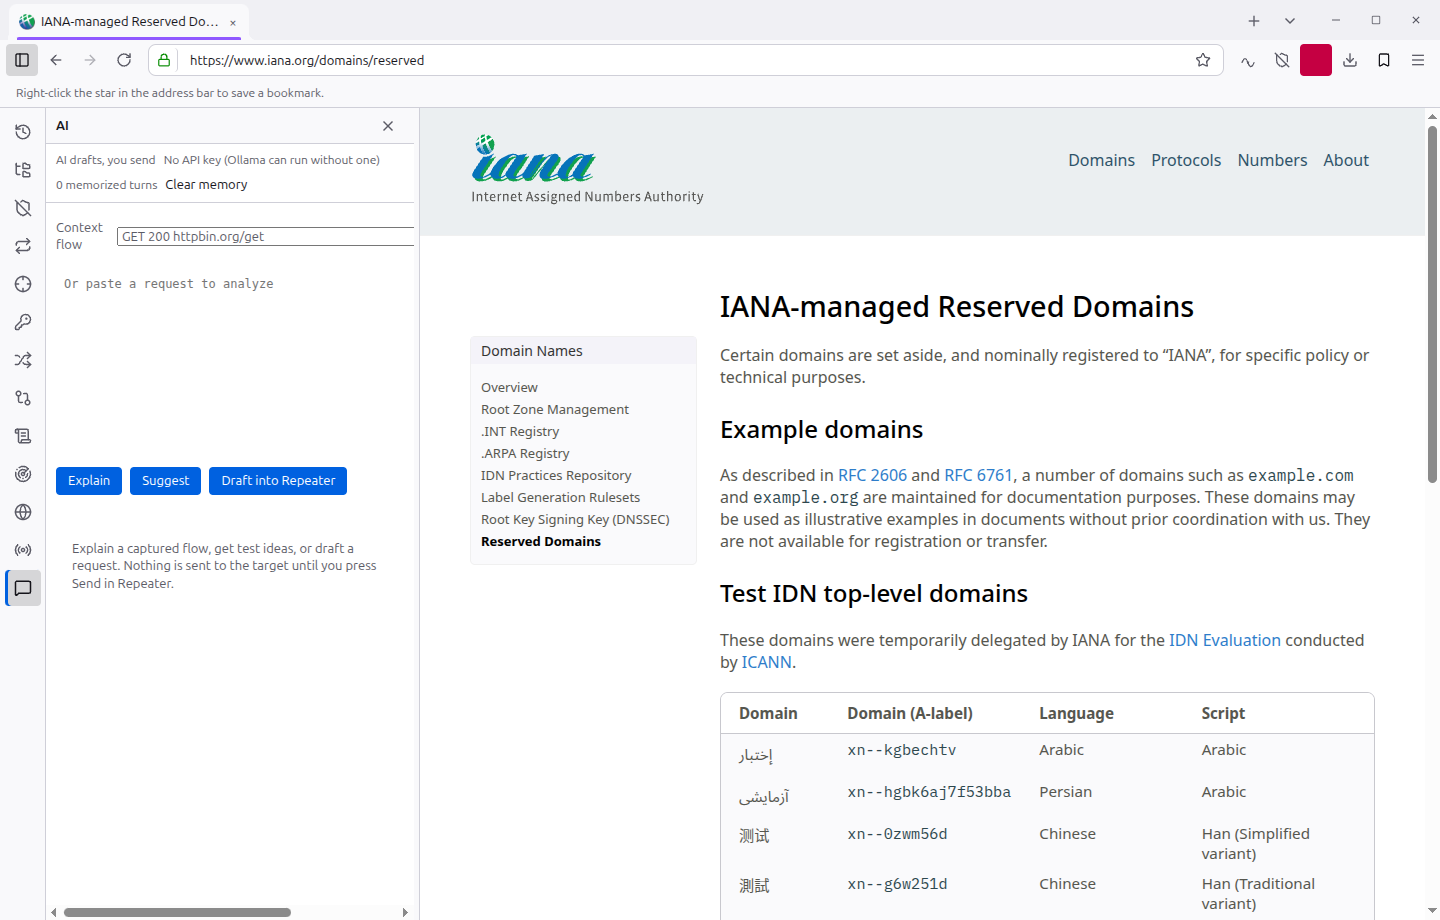 IANA-managed Reserved Do…
https://www.iana.org/domains/reserved
Right-click the star in the address bar to save a bookmark.
AI
AI drafts, you send No API key (Ollama can run without one)
0 memorized turns Clear memory
Context flow
GET 200 httpbin.org/get
Or paste a request to analyze
Explain Suggest Draft into Repeater
Explain a captured flow, get test ideas, or draft a
request. Nothing is sent to the target until you press
Send in Repeater.
iana
Internet Assigned Numbers Authority
Domains Protocols Numbers About
Domain Names
Overview
Root Zone Management
.INT Registry
.ARPA Registry
IDN Practices Repository
Label Generation Rulesets
Root Key Signing Key (DNSSEC)
Reserved Domains
IANA-managed Reserved Domains
Certain domains are set aside, and nominally registered to “IANA”, for specific policy or
technical purposes.
Example domains
As described in RFC 2606 and RFC 6761, a number of domains such as example.com
and example.org are maintained for documentation purposes. These domains may
be used as illustrative examples in documents without prior coordination with us. They
are not available for registration or transfer.
Test IDN top-level domains
These domains were temporarily delegated by IANA for the IDN Evaluation conducted
by ICANN.
Domain Domain (A-label) Language Script
إختبار xn--kgbechtv Arabic Arabic
آزمایشی xn--hgbk6aj7f53bba Persian Arabic
测试 xn--0zwm56d Chinese Han (Simplified
variant)
測試 xn--g6w251d Chinese Han (Traditional
variant)